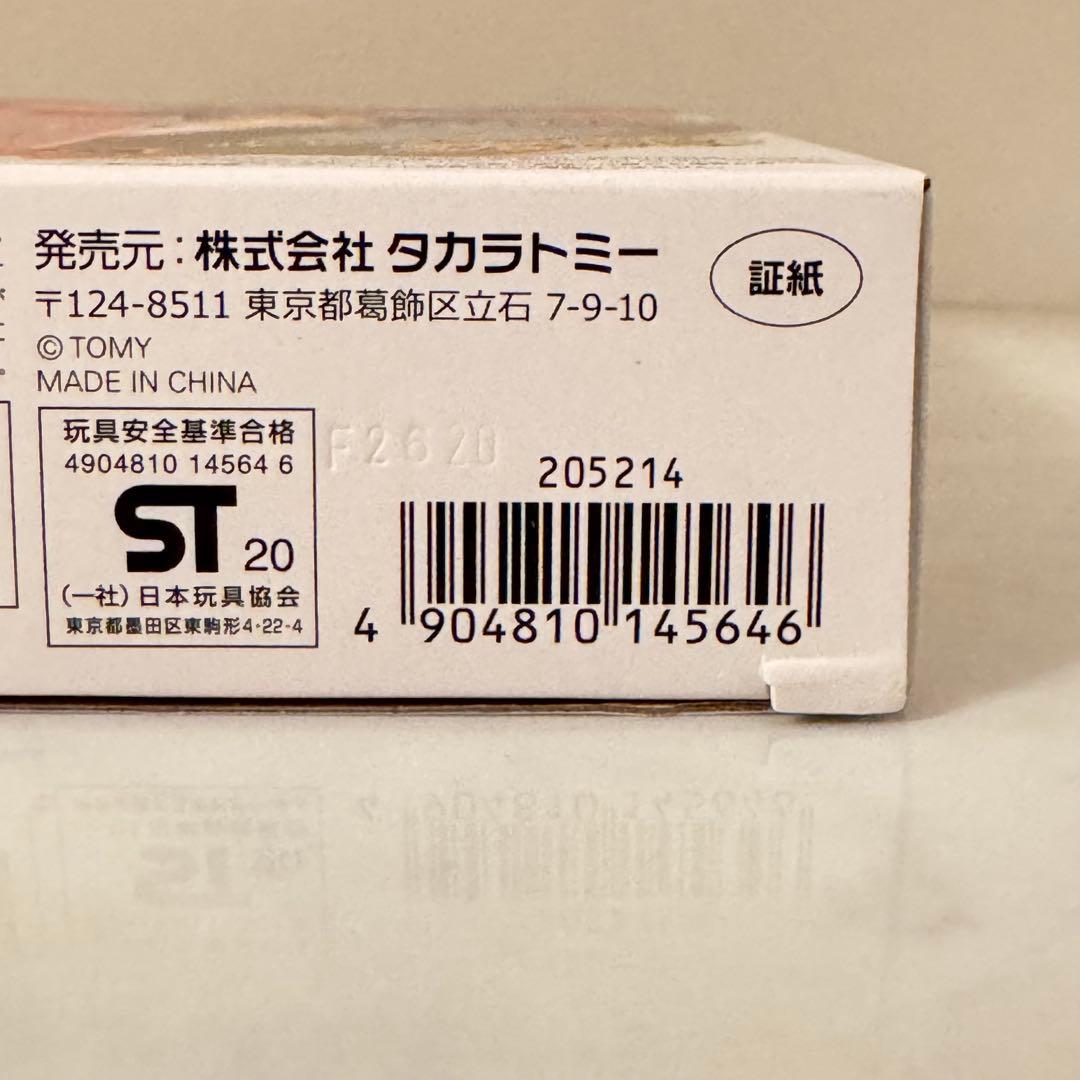 発売元：株式会社 タカラトミー
証紙
〒124-8511 東京都葛飾区立石 7-9-10
© TOMY
MADE IN CHINA
玩具安全基準合格
4904810 14564 6
ST 20
(一社) 日本玩具協会
東京都墨田区東駒形4-22-4
205214
4 904810 145646